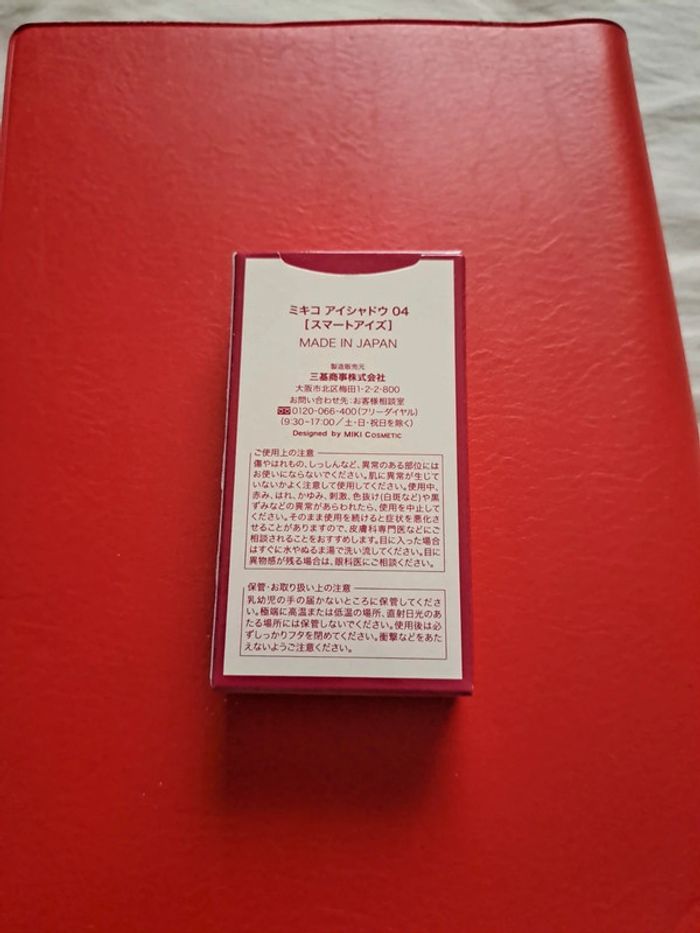 ミキコ アイシャドウ 04
[スマートアイズ]
MADE IN JAPAN
製造販売元
三基商事株式会社
大阪市北区梅田1-2-2-800
お問い合わせ先:お客様相談室
0120-066-400(フリーダイヤル)
(9:30-17:00/土・日・祝日を除く)
Designed by MIKI COSMETIC
ご使用上の注意
傷やはれもの、しっしんなど、異常のある部位には
お使いにならないでください。肌に異常が生じて
いないかよく注意して使用してください。使用中、
赤み、はれ、かゆみ、刺激、色抜け(白斑など)や黒
ずみなどの異常があらわれたら、使用を中止して
ください。そのまま使用を続けると症状を悪化さ
せることがありますので、皮膚科専門医などにご
相談されることをおすすめします。目に入った場合
はすぐに水やぬるま湯で洗い流してください。目に
異物感が残る場合は、眼科医にご相談ください。
保管・お取り扱い上の注意
乳幼児の手の届かないところに保管してくださ
い。極端に高温または低温の場所、直射日光のあ
たる場所には保管しないでください。使用後は必
ずしっかりフタを閉めてください。衝撃などをあた
えないようご注意ください。